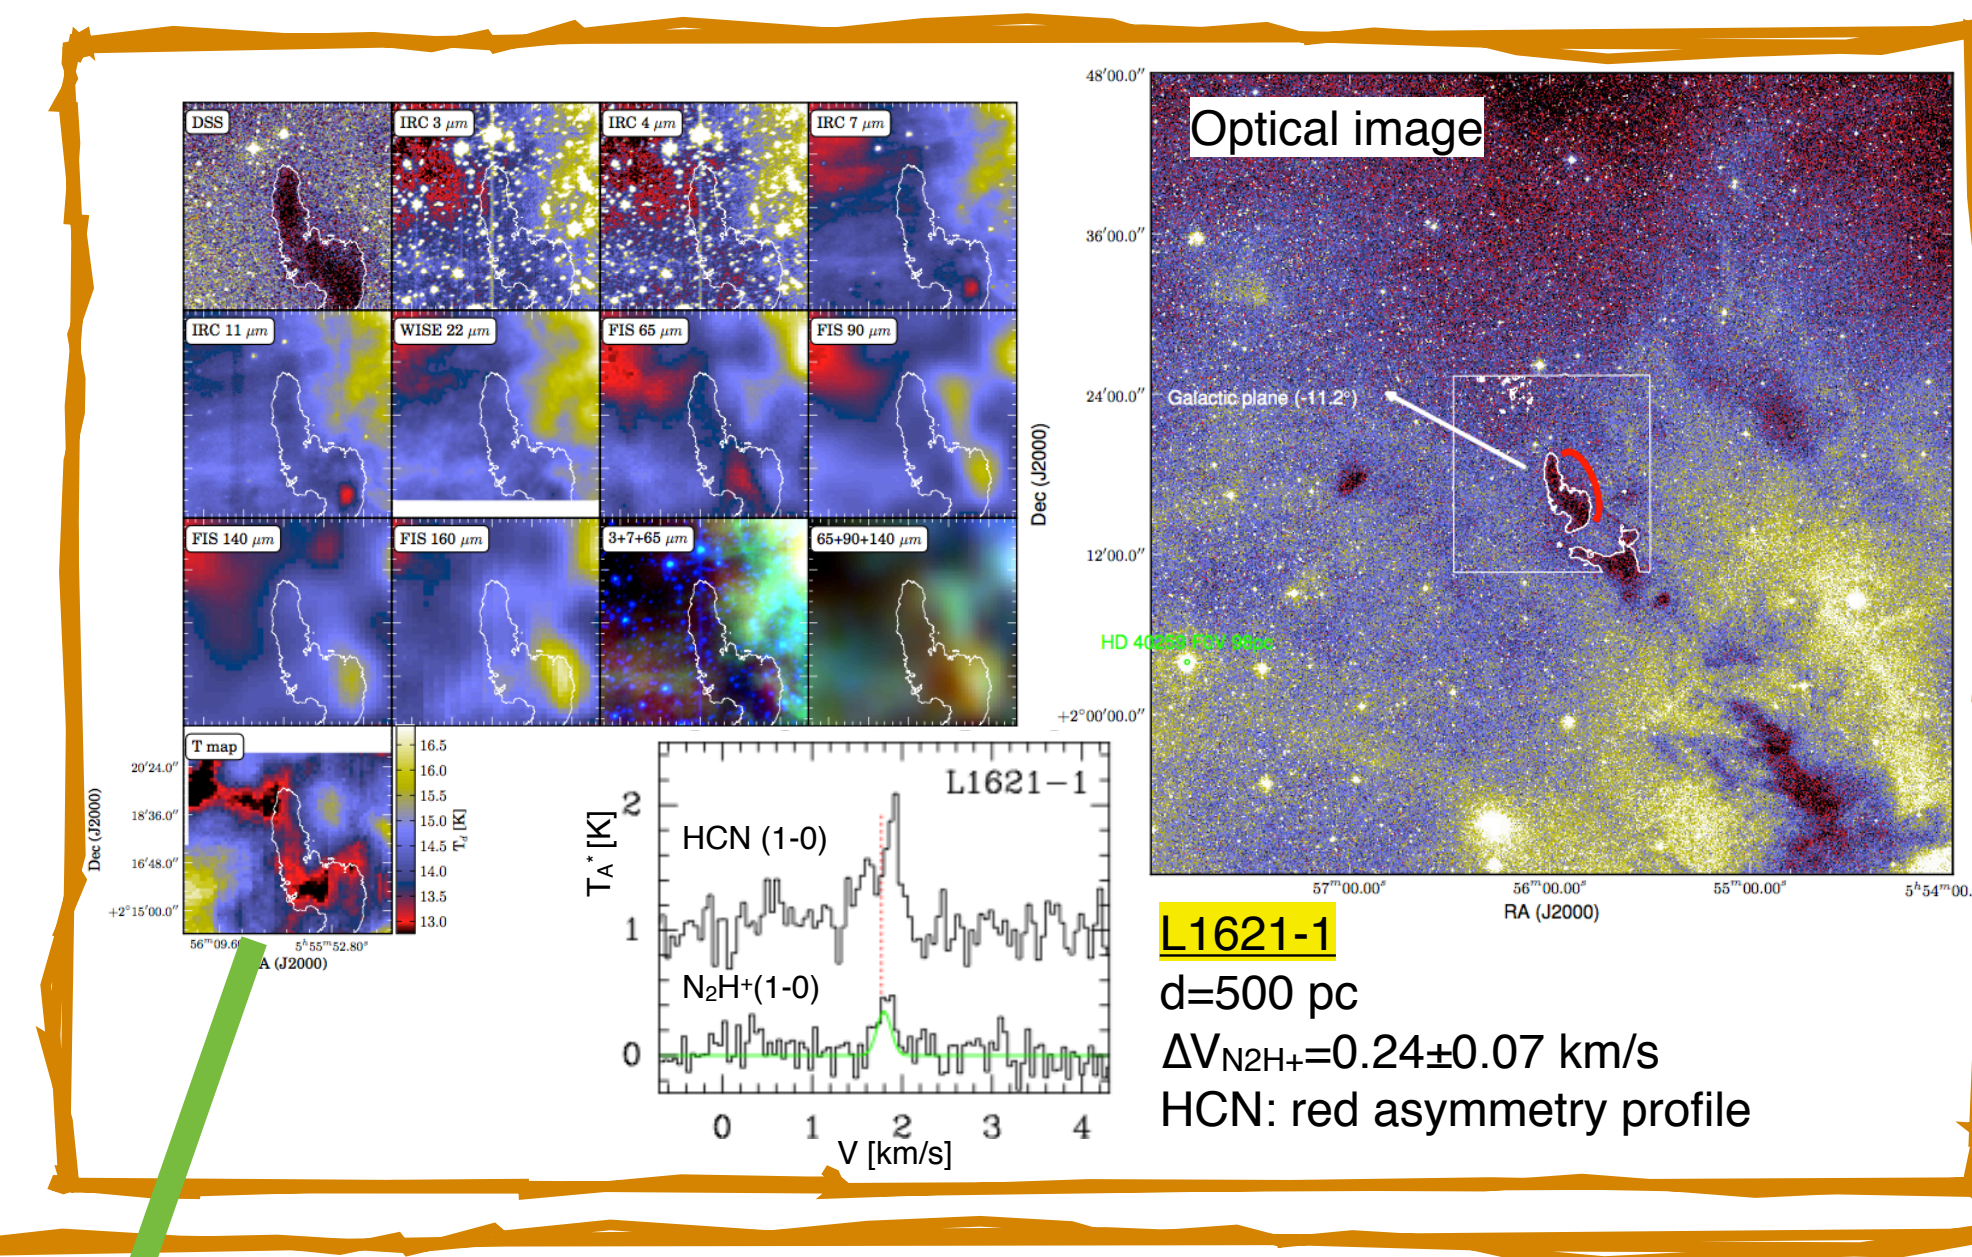 DSS
IRC 3 μm
IRC 4 μm
IRC 7 μm
IRC 11 μm
WISE 22 μm
FIS 65 μm
FIS 90 μm
FIS 140 μm
FIS 160 μm
3+7+65 μm
65+90+140 μm
T map
16.5
16.0
15.5
15.0
14.5
14.0
13.5
13.0
T_d [K]
20′24.0″
18′36.0″
16′48.0″
+2°15′00.0″
Dec (J2000)
5ʰ55ᵐ52.80ˢ
A (J2000)
L1621−1
HCN (1-0)
N₂H⁺(1-0)
T_A* [K]
2
1
0
0 1 2 3 4
V [km/s]
Optical image
48′00.0″
36′00.0″
24′00.0″
12′00.0″
+2°00′00.0″
Dec (J2000)
Galactic plane (-11.2°)
57ᵐ00.00ˢ
56ᵐ00.00ˢ
55ᵐ00.00ˢ
5ʰ54ᵐ00.
RA (J2000)
L1621-1
d=500 pc
ΔV_N2H+=0.24±0.07 km/s
HCN: red asymmetry profile